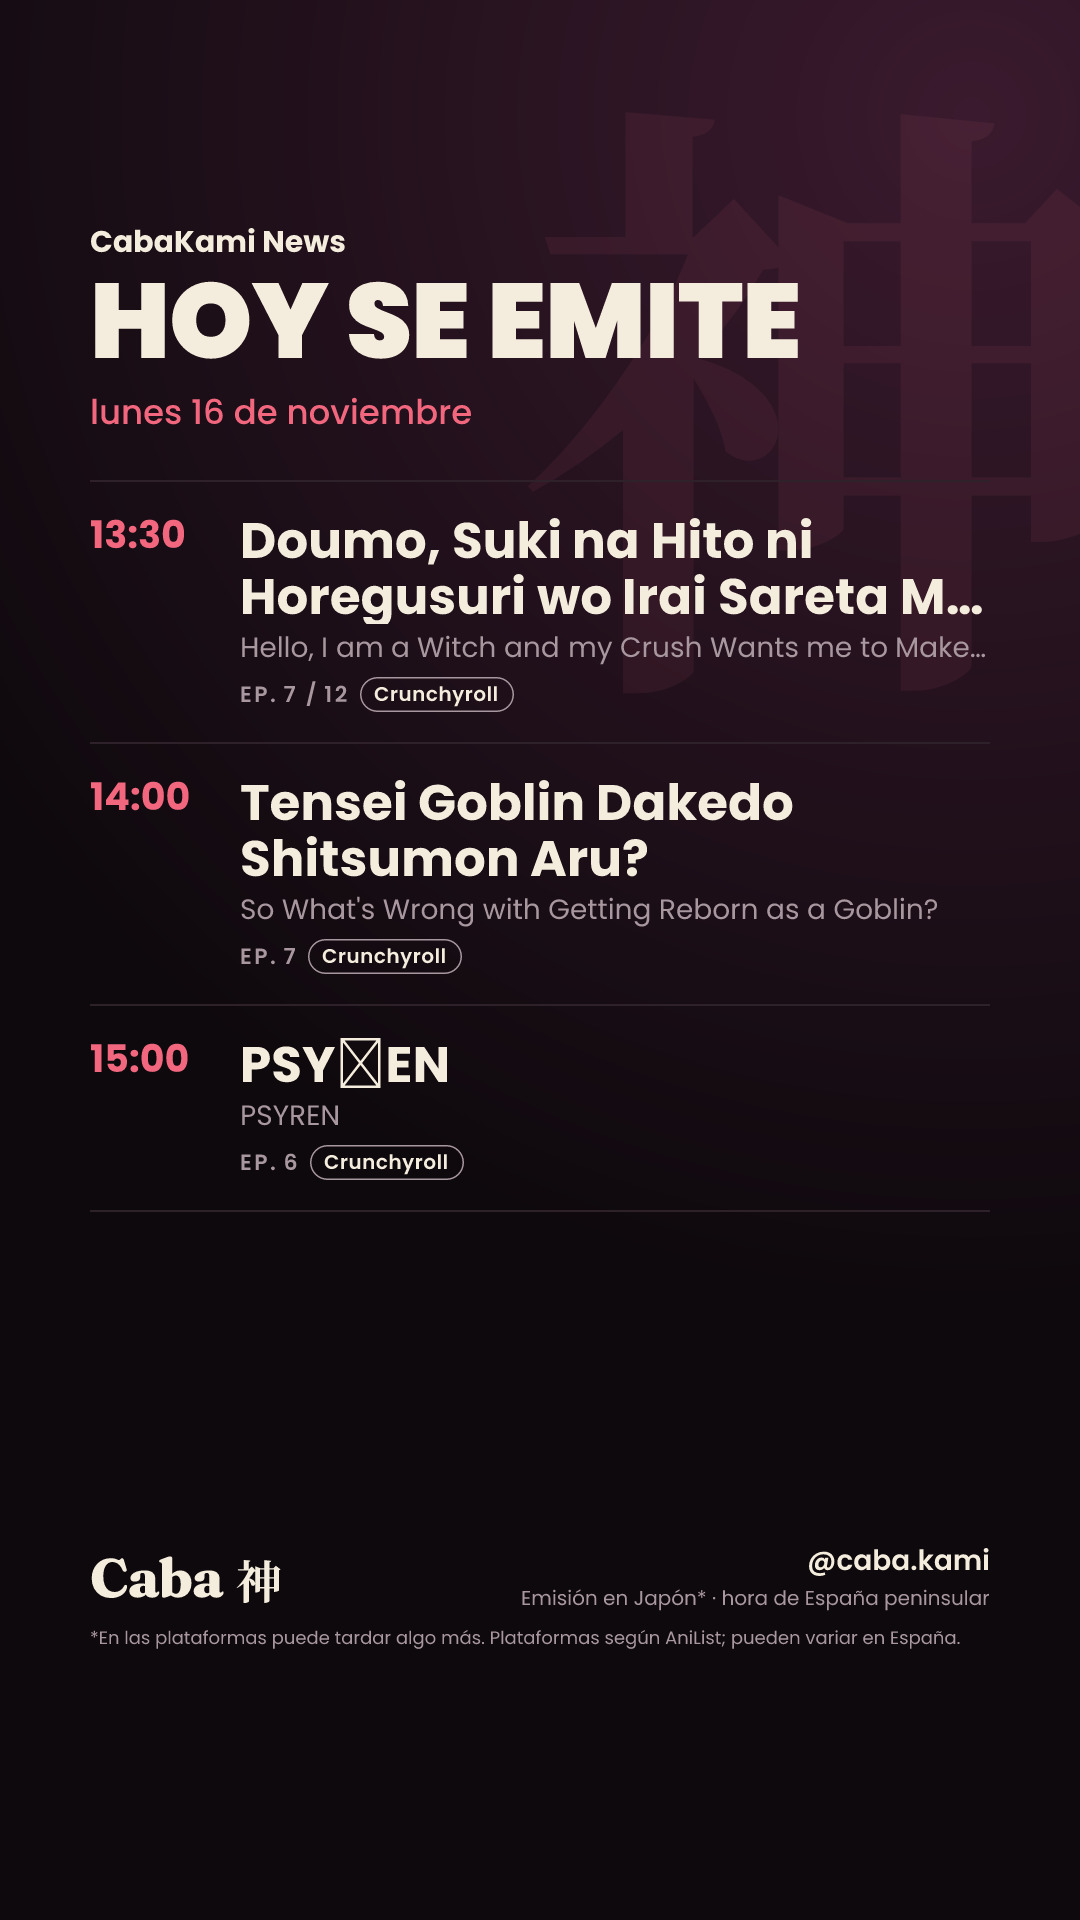 神
CabaKami News
HOY SE EMITE
lunes 16 de noviembre
13:30
Doumo, Suki na Hito ni
Horegusuri wo Irai Sareta M...
Hello, I am a Witch and my Crush Wants me to Make...
EP. 7 / 12 Crunchyroll
14:00
Tensei Goblin Dakedo
Shitsumon Aru?
So What's Wrong with Getting Reborn as a Goblin?
EP. 7 Crunchyroll
15:00
PSY☒EN
PSYREN
EP. 6 Crunchyroll
Caba 神
@caba.kami
Emisión en Japón* · hora de España peninsular
*En las plataformas puede tardar algo más. Plataformas según AniList; pueden variar en España.